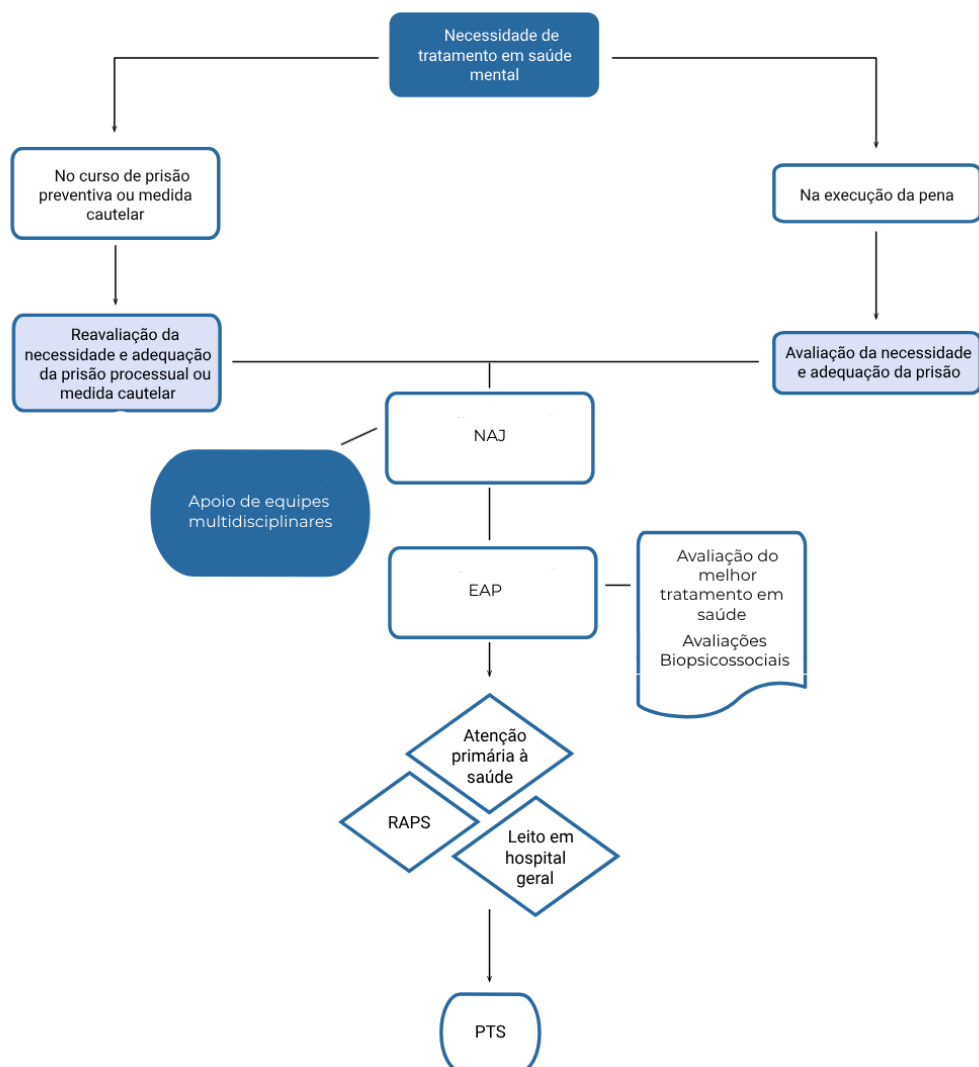 Necessidade de
tratamento em saúde
mental
No curso de prisão
preventiva ou medida
cautelar
Na execução da pena
Reavaliação da
necessidade e adequação
da prisão processual ou
medida cautelar
Avaliação da necessidade
e adequação da prisão
NAJ
Apoio de equipes
multidisciplinares
EAP
Avaliação do
melhor
tratamento em
saúde
Avaliações
Biopsicossociais
Atenção
primária à
saúde
RAPS
Leito em
hospital
geral
PTS